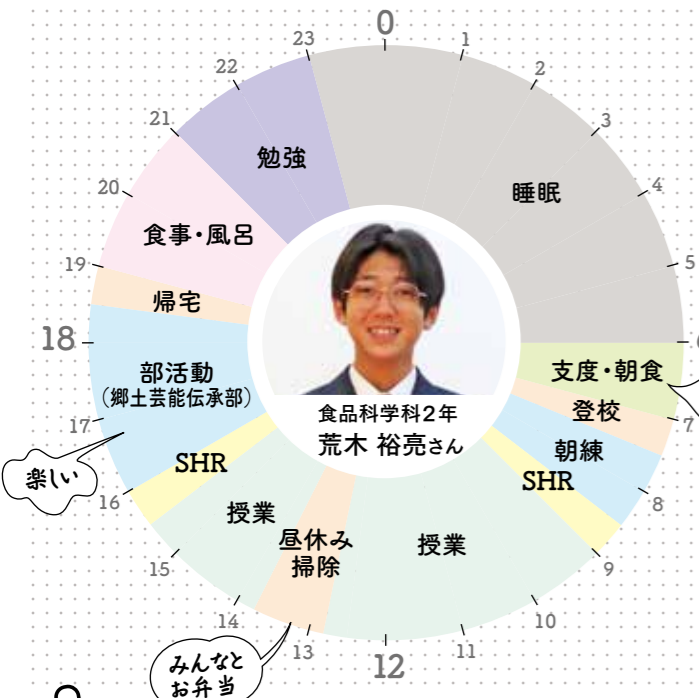 0
1
2
3
4
5
7
8
9
10
11
12
13
14
15
16
17
18
19
20
21
22
23
睡眠
支度・朝食
登校
朝練
SHR
授業
昼休み
掃除
みんなと
お弁当
授業
SHR
部活動
（郷土芸能伝承部）
楽しい
帰宅
食事・風呂
勉強
食品科学科2年
荒木 裕亮さん